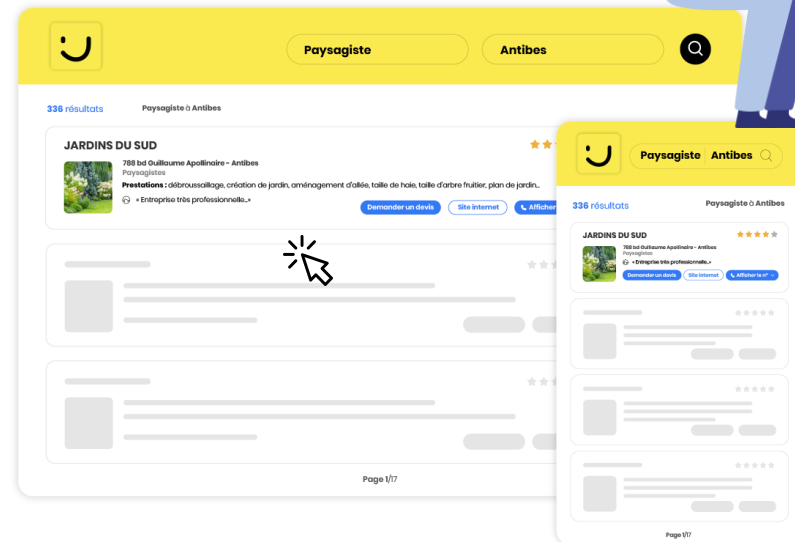 Paysagiste
Antibes
336 résultats
Paysagiste à Antibes
JARDINS DU SUD
788 bd Guillaume Apollinaire - Antibes
Paysagistes
Prestations : débroussaillage, création de jardin, aménagement d'allée, taille de haie, taille d'arbre fruitier, plan de jardin...
« Entreprise très professionnelle..»
Demander un devis
Site internet
Afficher
Page 1/17
Paysagiste
Antibes
336 résultats
Paysagiste à Antibes
JARDINS DU SUD
788 bd Guillaume Apollinaire - Antibes
Paysagistes
« Entreprise très professionnelle..»
Demander un devis
Site internet
Afficher le n°
Page 1/17